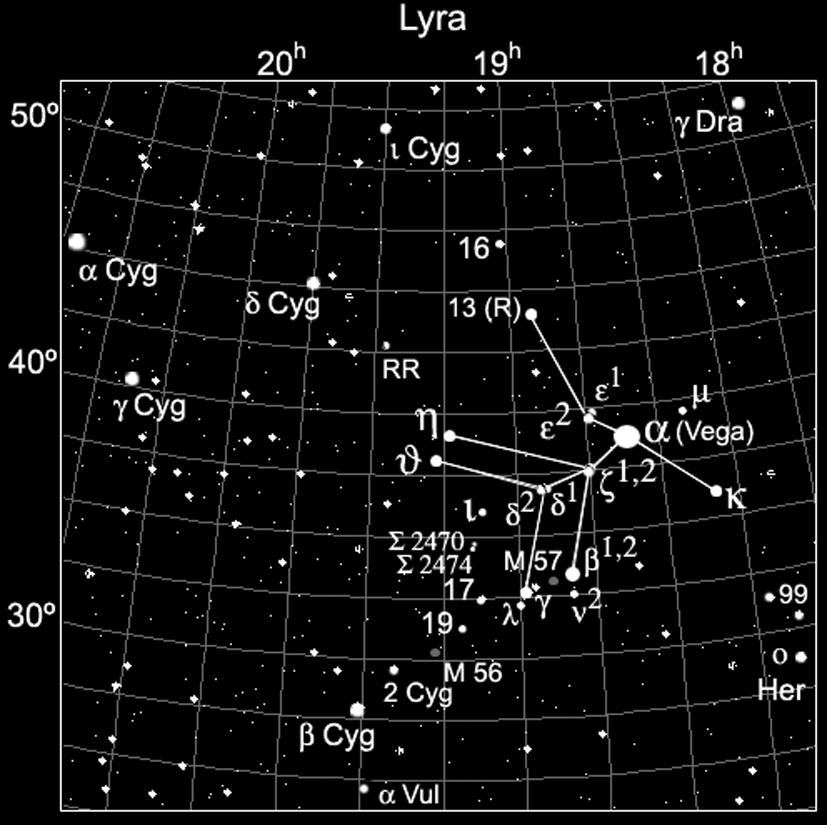 Lyra
20h 19h 18h
50º
γ Dra
ι Cyg
16
α Cyg
δ Cyg
13 (R)
40º
RR
ε1
μ
γ Cyg
η
ε2
α (Vega)
ϑ
ζ1,2
κ
ι
δ2 δ1
Σ 2470
M 57
β1,2
Σ 2474
17
99
30º
λ
γ
ν2
19
ο
M 56
Her
2 Cyg
β Cyg
α Vul